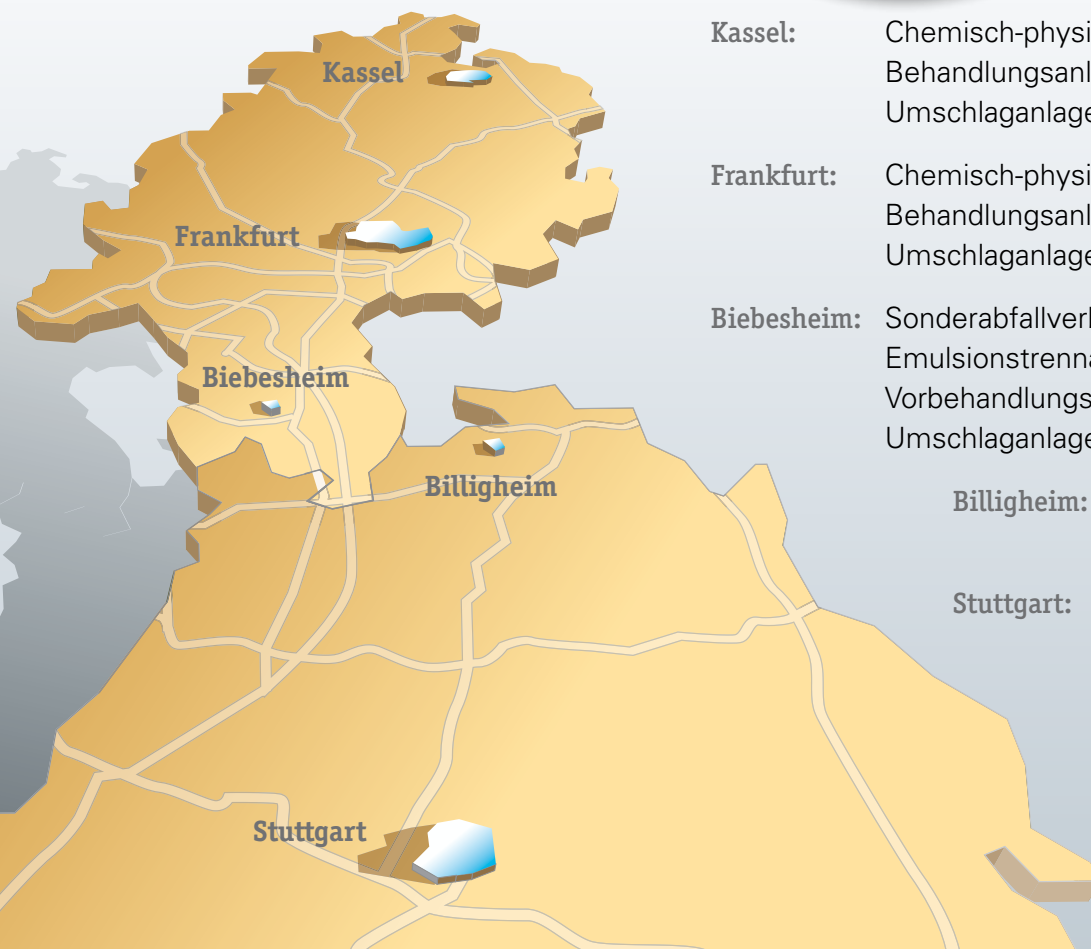 Kassel:
Chemisch-physi
Behandlungsanl
Umschlaganlage
Frankfurt:
Chemisch-physi
Behandlungsanl
Umschlaganlage
Biebesheim:
Sonderabfallver
Emulsionstrenna
Vorbehandlungs
Umschlaganlage
Billigheim:
Stuttgart:
Kassel
Frankfurt
Biebesheim
Billigheim
Stuttgart